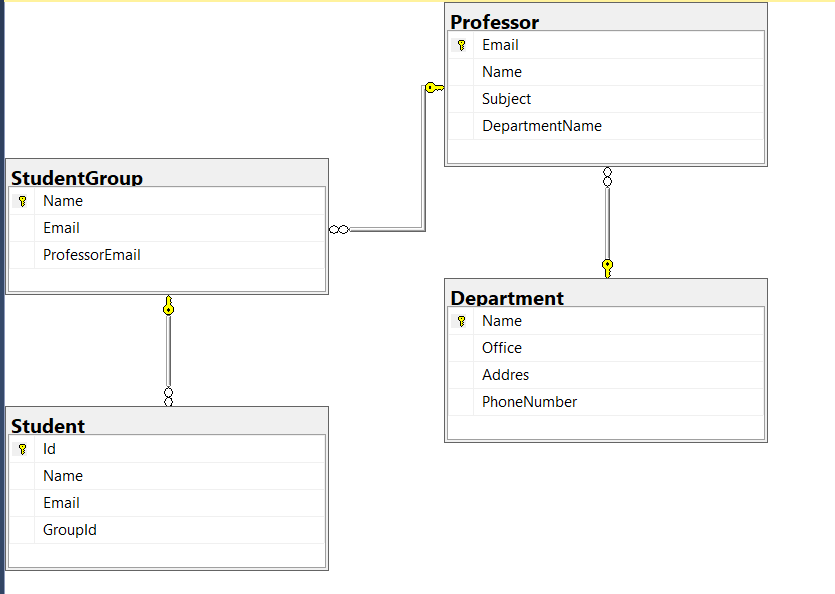 Professor
Email
Name
Subject
DepartmentName
StudentGroup
Name
Email
ProfessorEmail
Department
Name
Office
Addres
PhoneNumber
Student
Id
Name
Email
GroupId